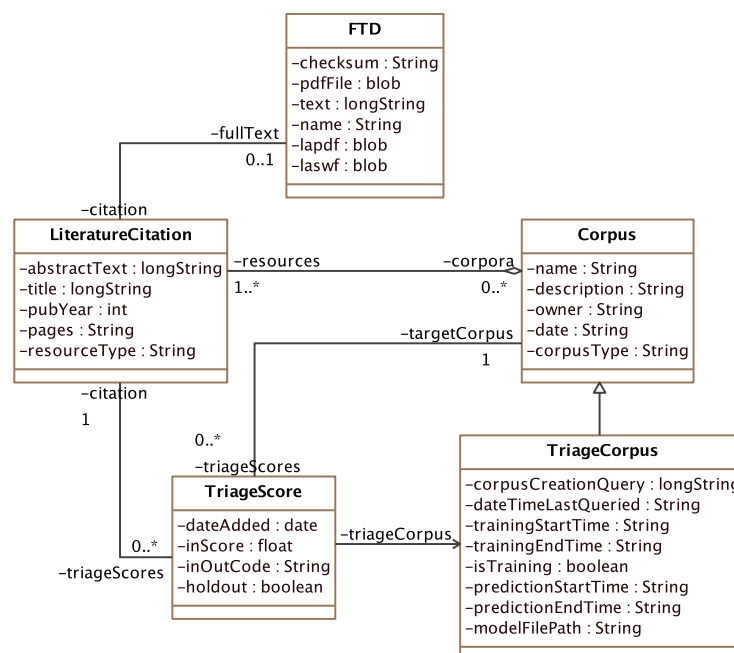 FTD
-checksum : String
-pdfFile : blob
-text : longString
-name : String
-lapdf : blob
-laswf : blob
-fullText
0..1
-citation
LiteratureCitation
-abstractText : longString
-title : longString
-pubYear : int
-pages : String
-resourceType : String
-resources
1..*
-corpora
0..*
Corpus
-name : String
-description : String
-owner : String
-date : String
-corpusType : String
-targetCorpus
1
-citation
1
0..*
-triageScores
TriageScore
-dateAdded : date
-inScore : float
-inOutCode : String
-holdout : boolean
0..*
-triageScores
-triageCorpus
TriageCorpus
-corpusCreationQuery : longString
-dateTimeLastQueried : String
-trainingStartTime : String
-trainingEndTime : String
-isTraining : boolean
-predictionStartTime : String
-predictionEndTime : String
-modelFilePath : String